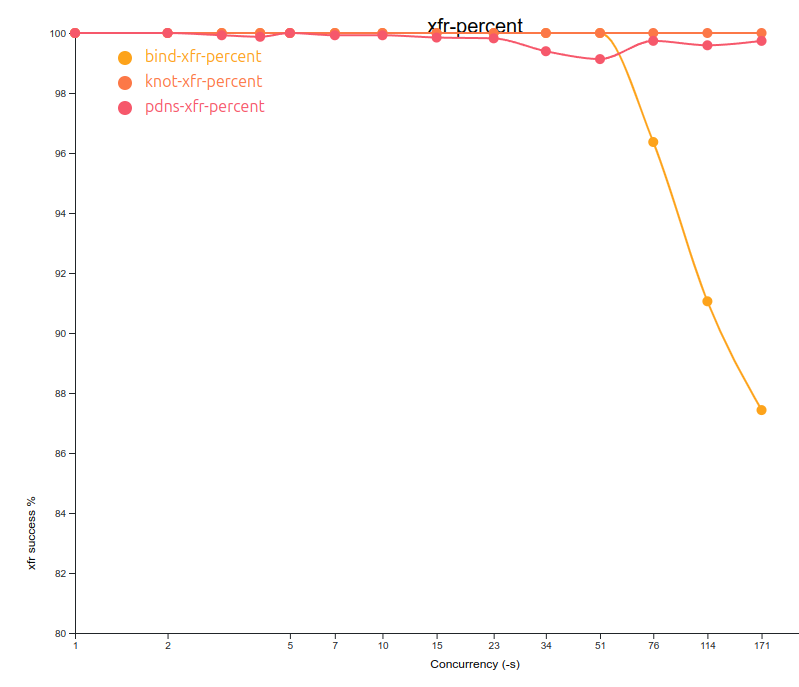 xfr-percent
bind-xfr-percent
knot-xfr-percent
pdns-xfr-percent
100
98
96
94
92
90
88
86
84
82
80
xfr success %
1 2 5 7 10 15 23 34 51 76 114 171
Concurrency (-s)